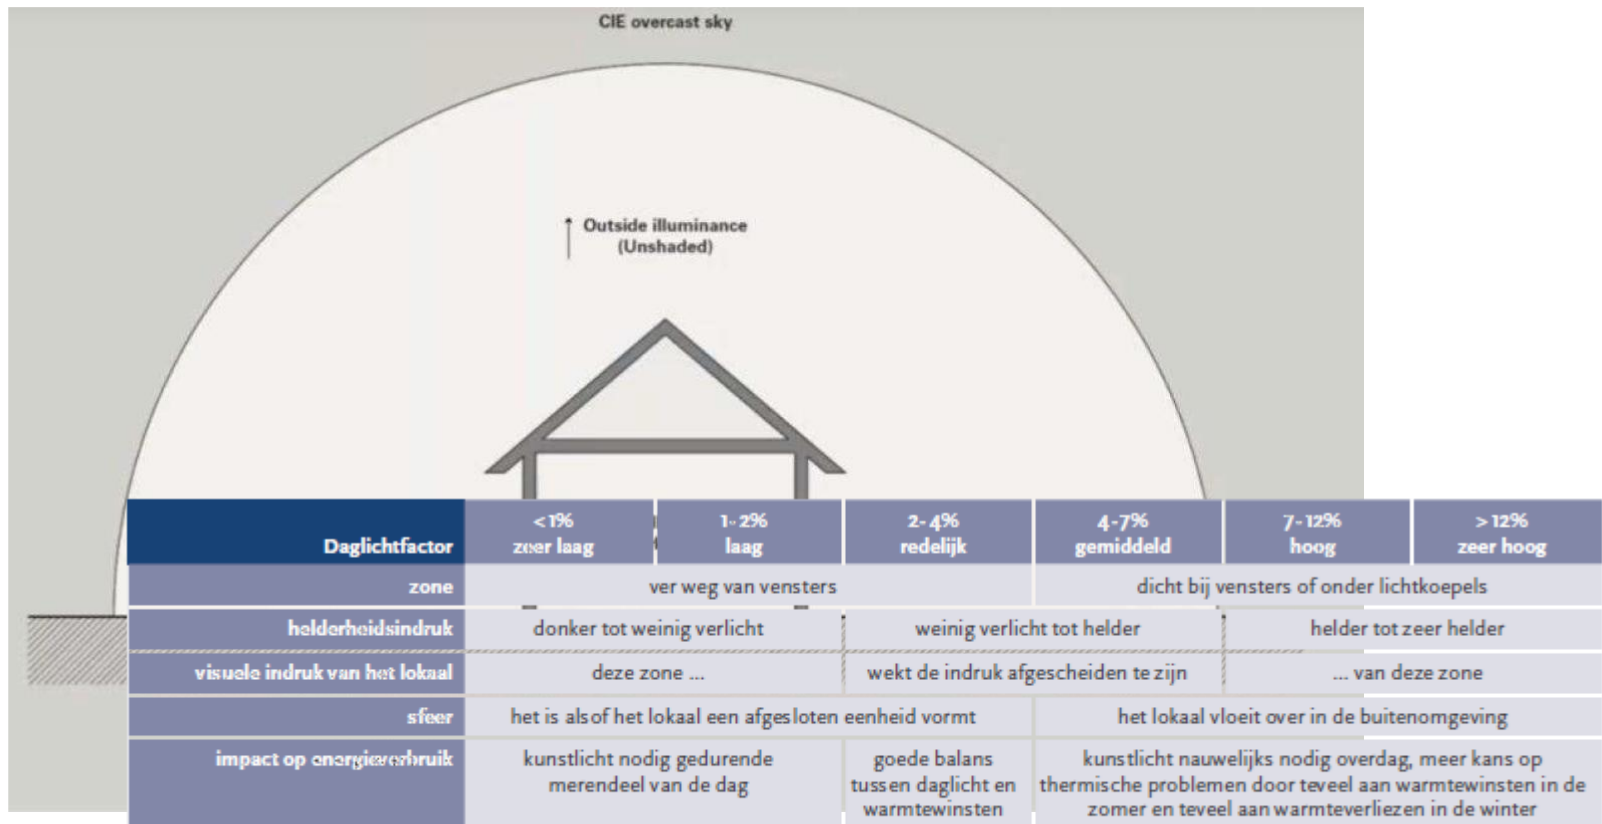 CIE overcast sky
Outside illuminance
(Unshaded)
Daglichtfactor
<1%
zeer laag
1-2%
laag
2-4%
redelijk
4-7%
gemiddeld
7-12%
hoog
>12%
zeer hoog
zone
ver weg van vensters
dicht bij vensters of onder lichtkoepels
helderheidsindruk
donker tot weinig verlicht
weinig verlicht tot helder
helder tot zeer helder
visuele indruk van het lokaal
deze zone ...
wekt de indruk afgescheiden te zijn
... van deze zone
sfeer
het is alsof het lokaal een afgesloten eenheid vormt
het lokaal vloeit over in de buitenomgeving
impact op energieverbruik
kunstlicht nodig gedurende
merendeel van de dag
goede balans
tussen daglicht en
warmtewinsten
kunstlicht nauwelijks nodig overdag, meer kans op
thermische problemen door teveel aan warmtewinsten in de
zomer en teveel aan warmteverliezen in de winter